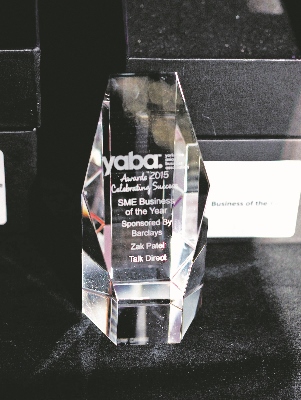 yaba.
Awards 2015
Celebrating Success
SME Business
of the Year
Sponsored By
Barclays
Zak Patel
Talk Direct
Business of the